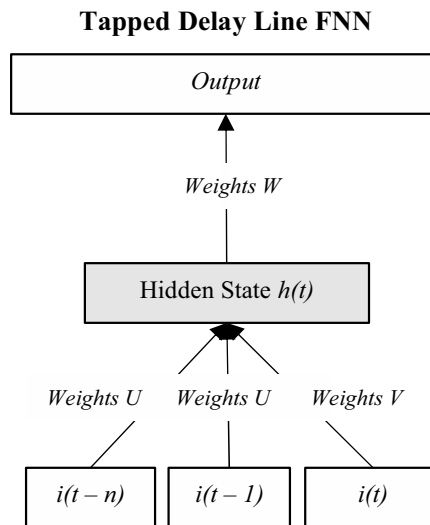 Tapped Delay Line FNN
Output
Weights W
Hidden State h(t)
Weights U Weights U Weights V
i(t – n) i(t – 1) i(t)